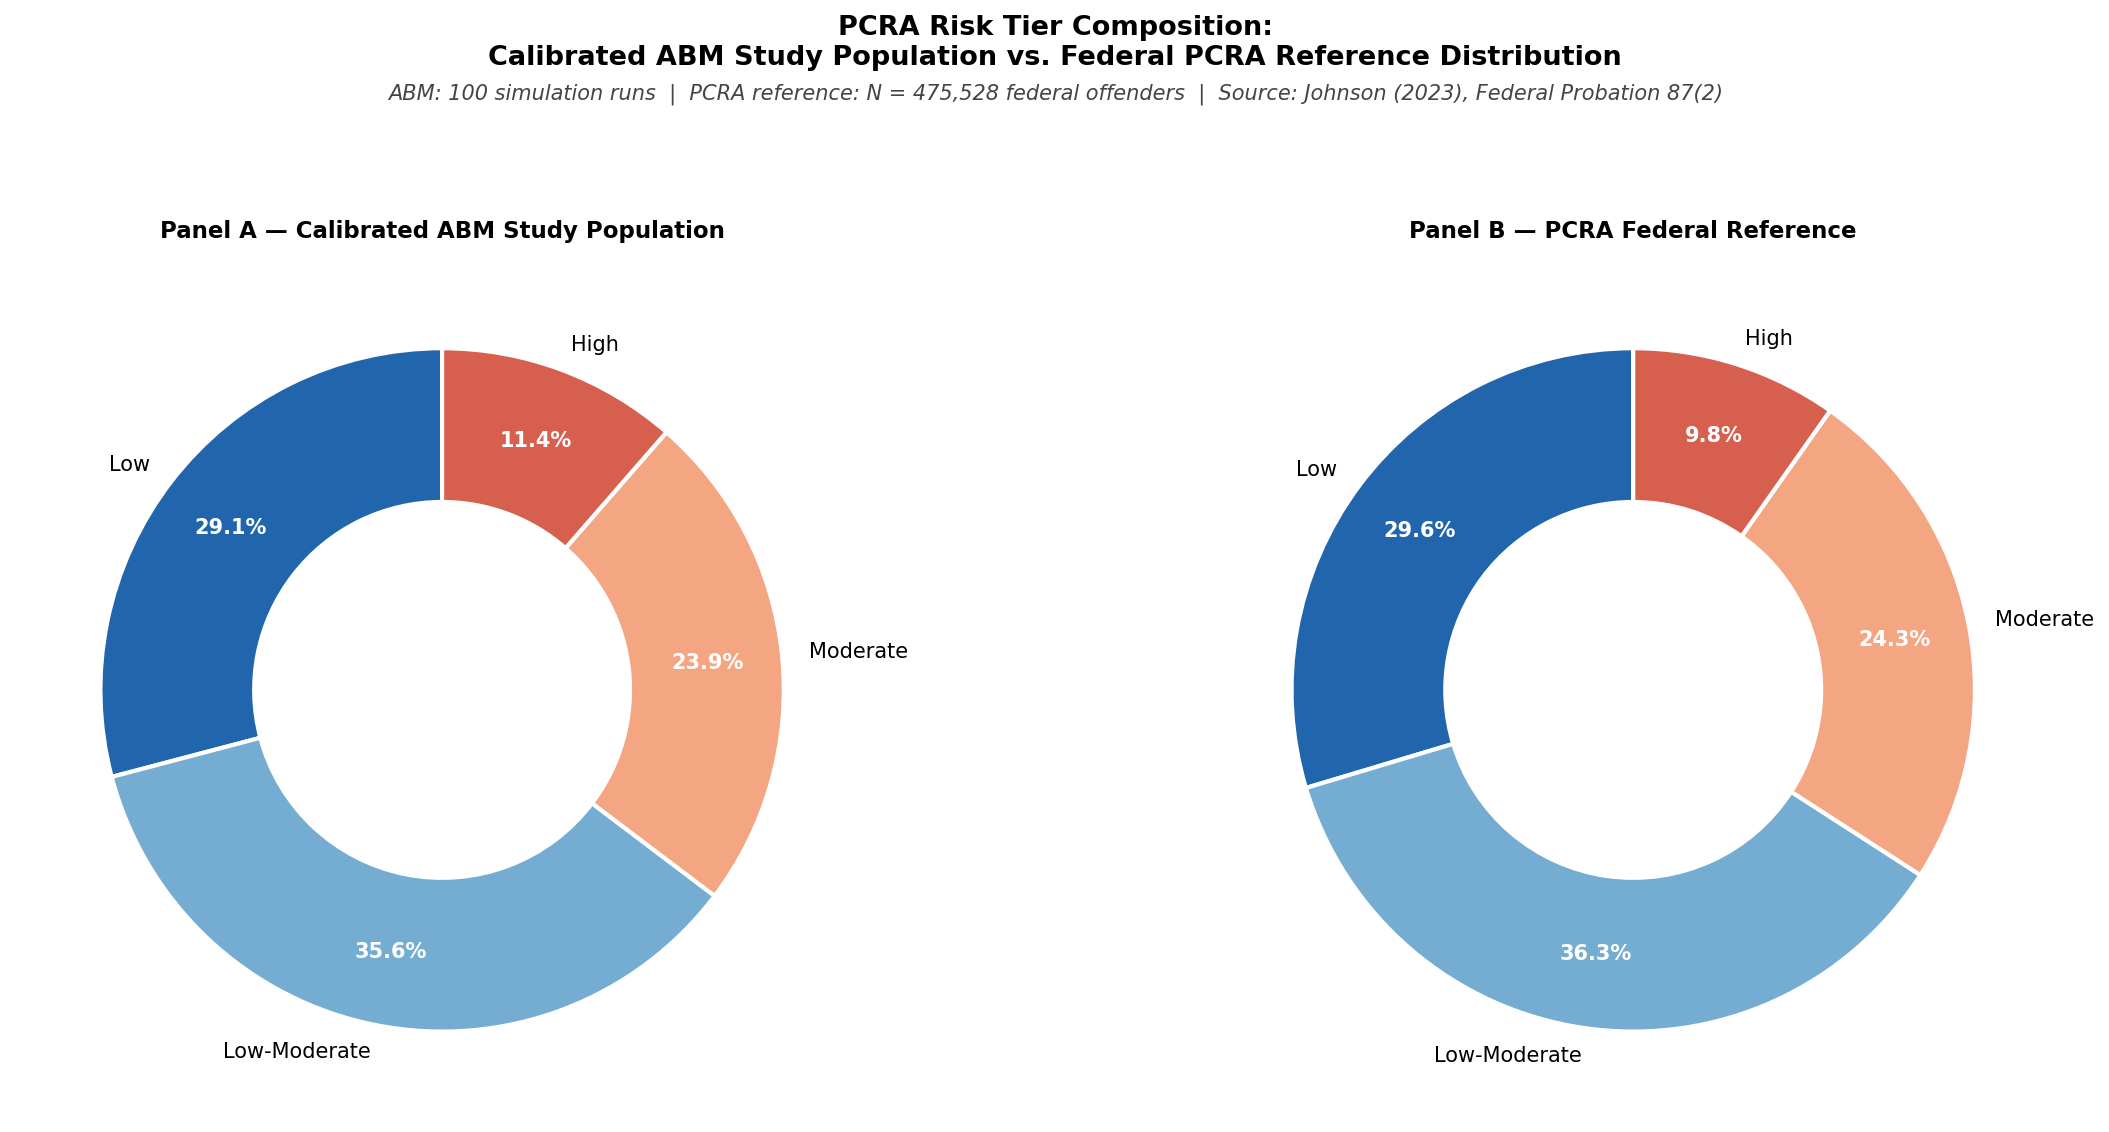 PCRA Risk Tier Composition:
Calibrated ABM Study Population vs. Federal PCRA Reference Distribution
ABM: 100 simulation runs | PCRA reference: N = 475,528 federal offenders | Source: Johnson (2023), Federal Probation 87(2)
Panel A — Calibrated ABM Study Population
High
11.4%
Low
29.1%
Moderate
23.9%
35.6%
Low-Moderate
Panel B — PCRA Federal Reference
High
9.8%
Low
29.6%
Moderate
24.3%
36.3%
Low-Moderate